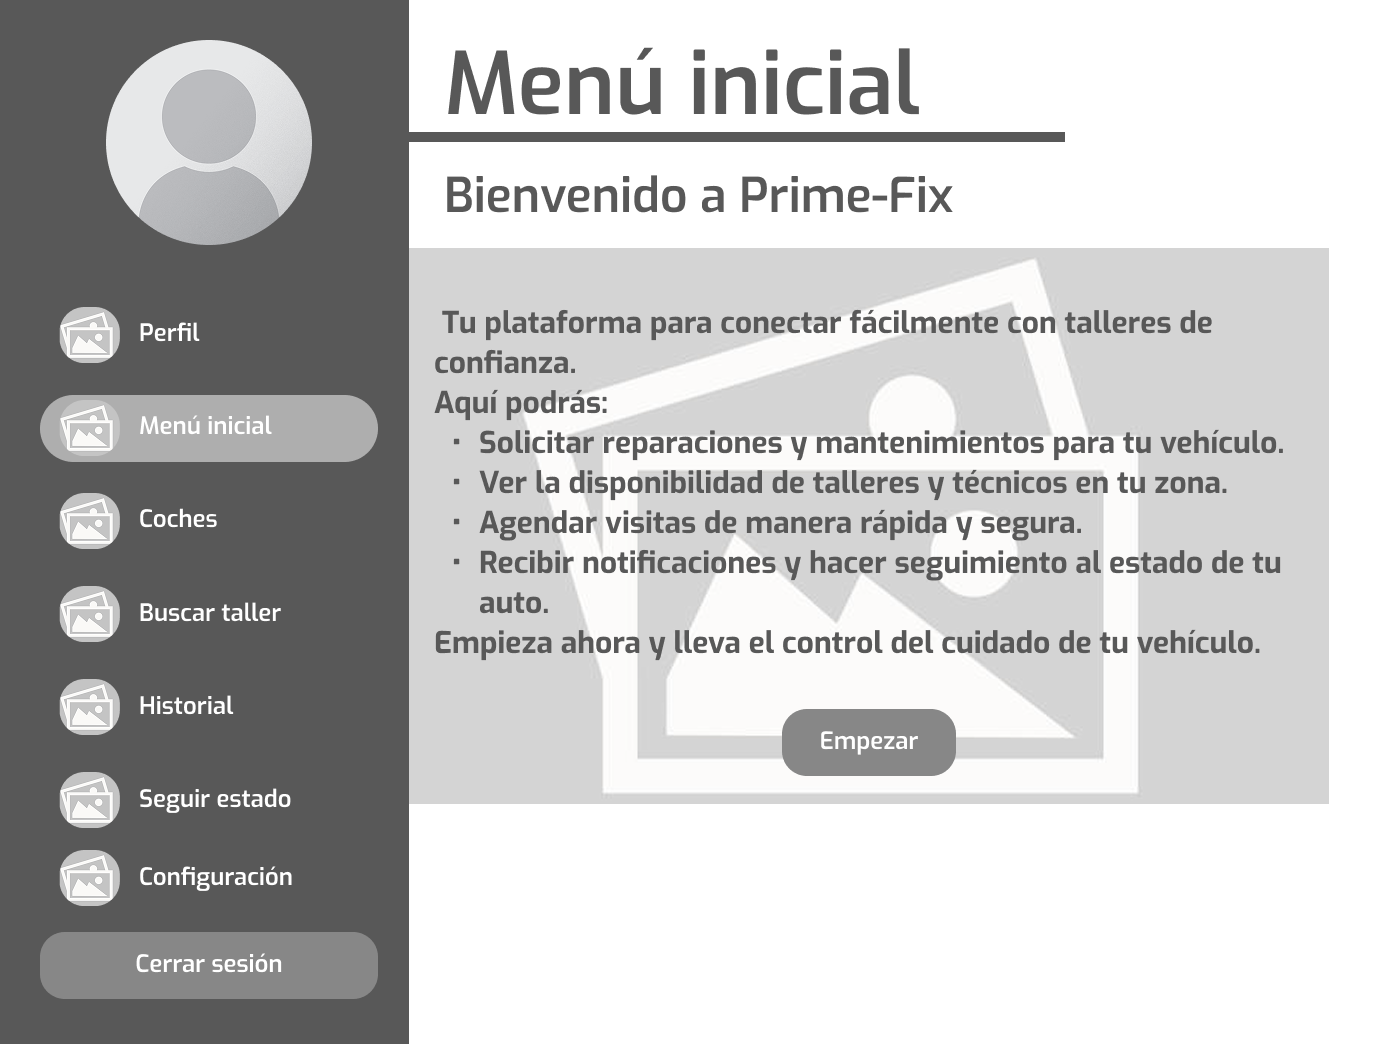 Menú inicial
Bienvenido a Prime-Fix
Perfil
Menú inicial
Coches
Buscar taller
Historial
Seguir estado
Configuración
Cerrar sesión
Tu plataforma para conectar fácilmente con talleres de
confianza.
Aquí podrás:
· Solicitar reparaciones y mantenimientos para tu vehículo.
· Ver la disponibilidad de talleres y técnicos en tu zona.
· Agendar visitas de manera rápida y segura.
· Recibir notificaciones y hacer seguimiento al estado de tu
auto.
Empieza ahora y lleva el control del cuidado de tu vehículo.
Empezar